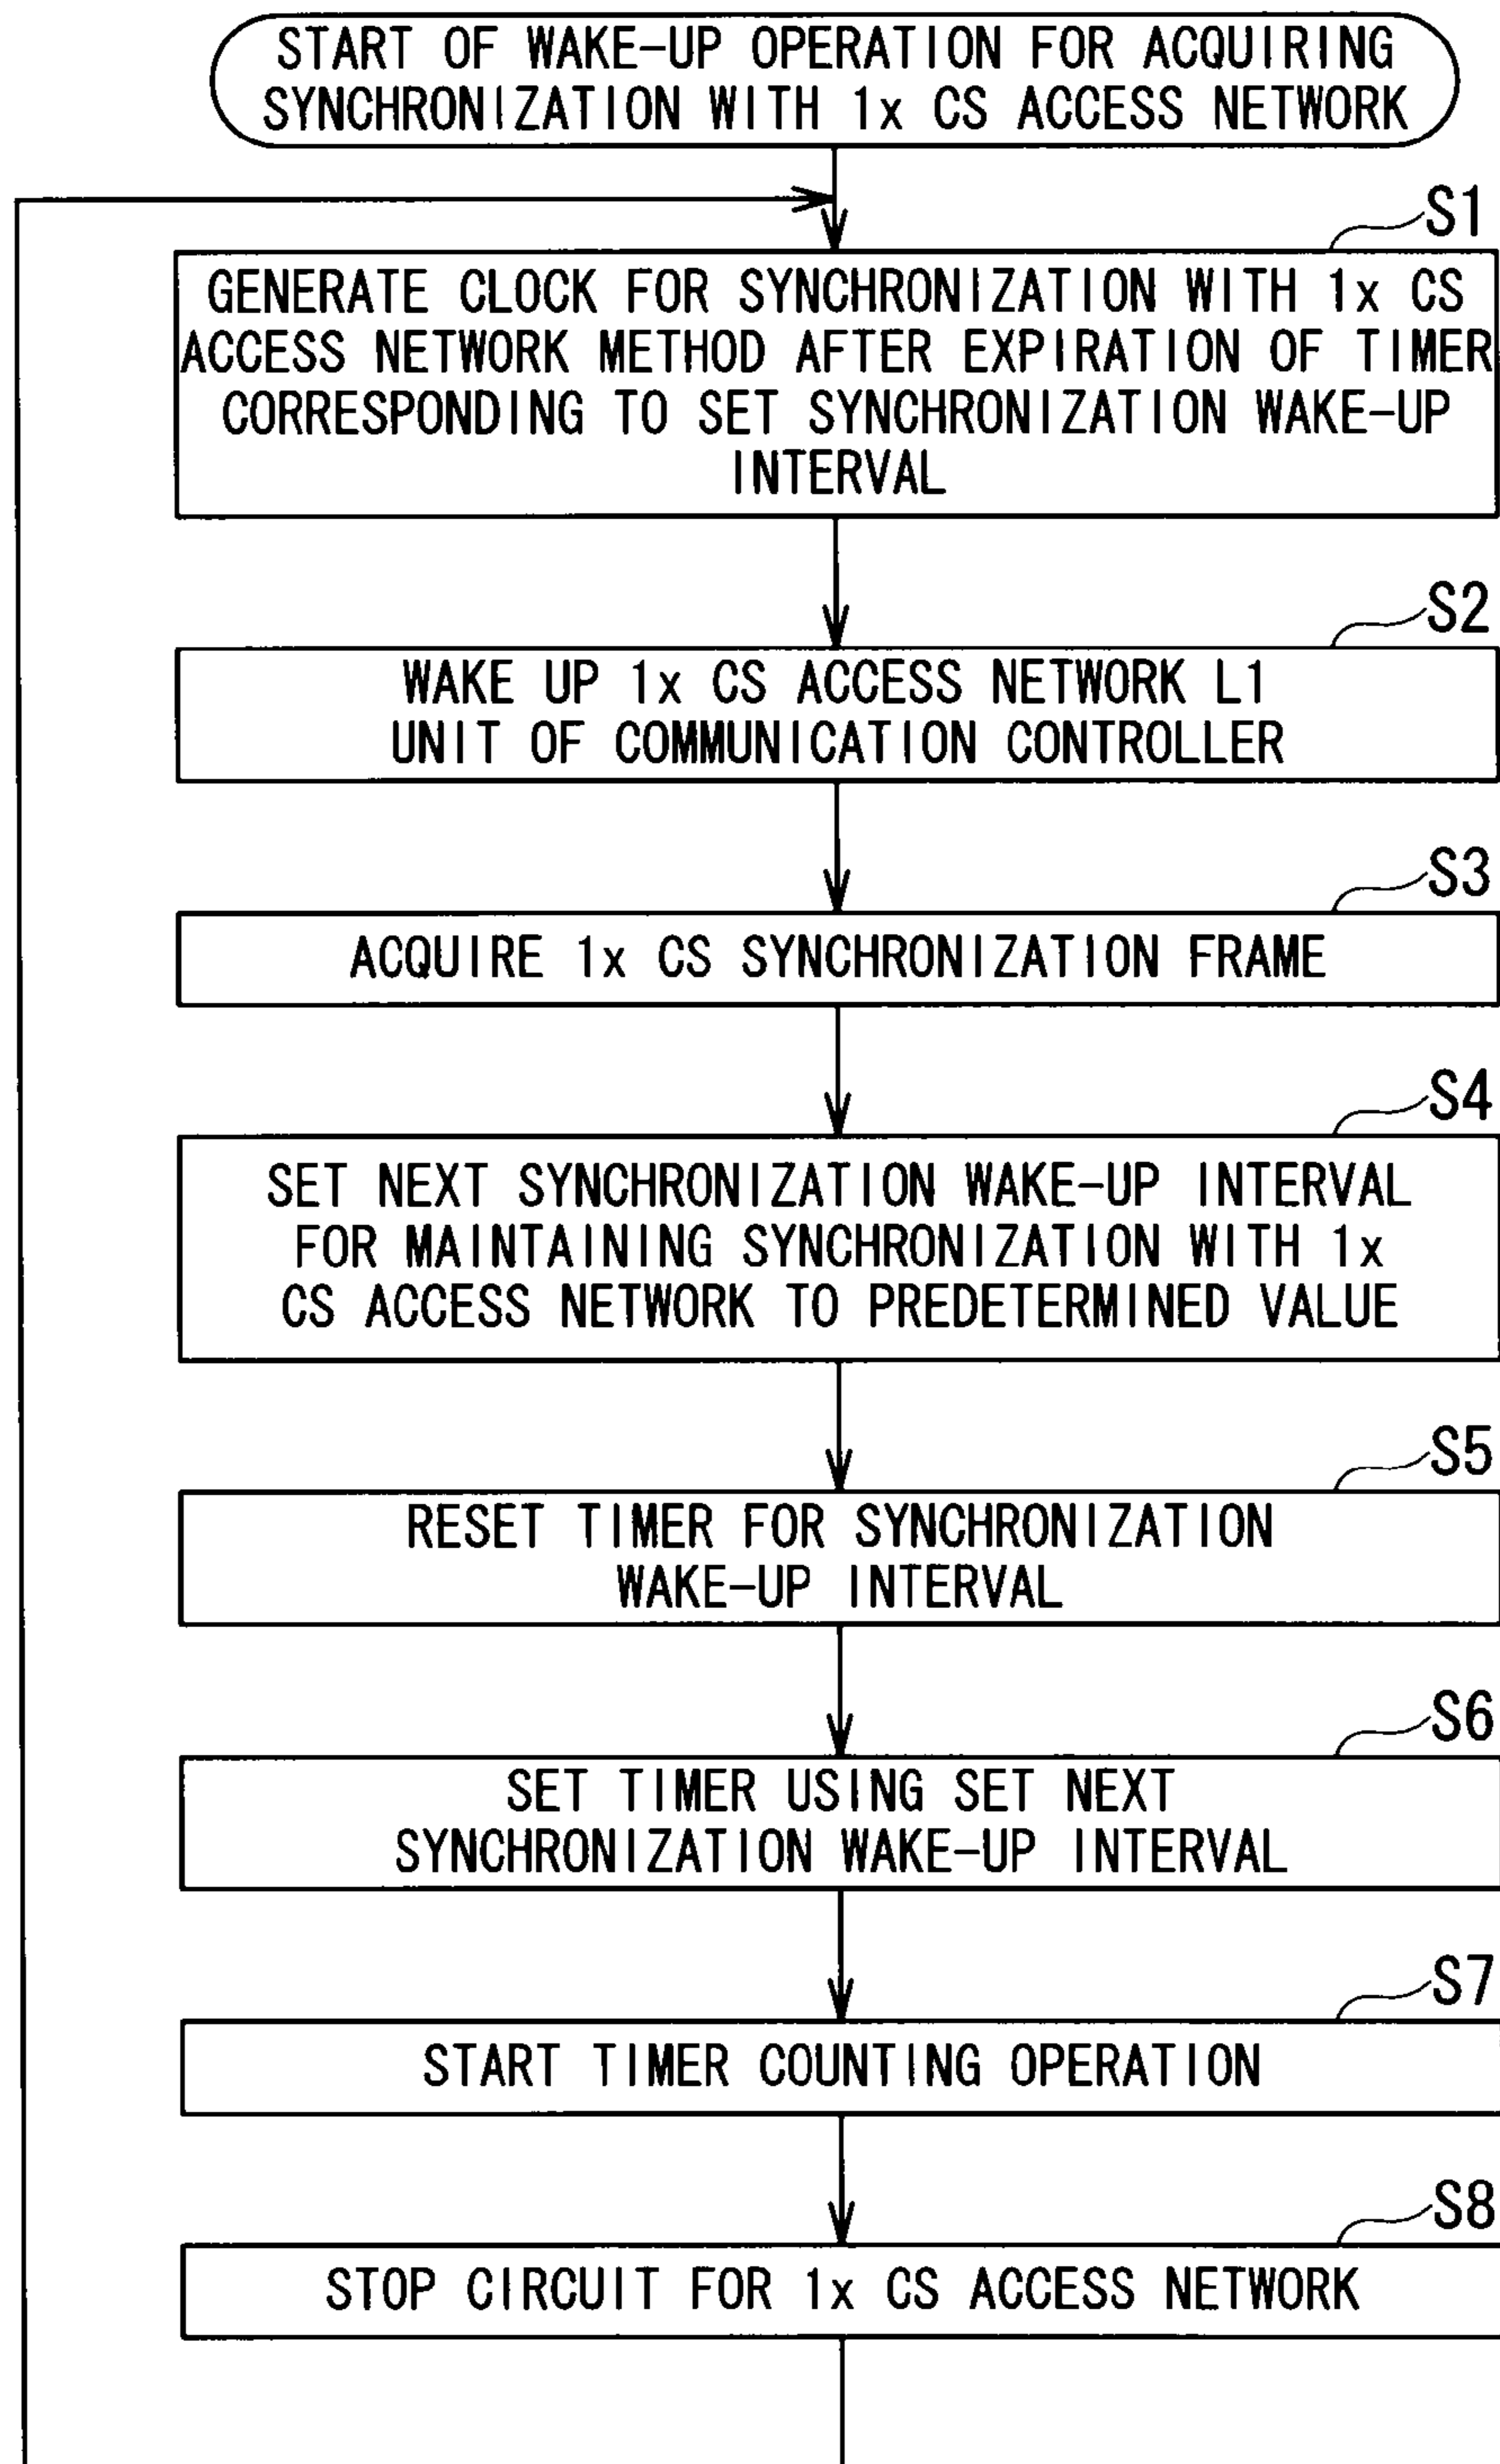 START OF WAKE-UP OPERATION FOR ACQUIRING
SYNCHRONIZATION WITH 1x CS ACCESS NETWORK
S1
GENERATE CLOCK FOR SYNCHRONIZATION WITH 1x CS
ACCESS NETWORK METHOD AFTER EXPIRATION OF TIMER
CORRESPONDING TO SET SYNCHRONIZATION WAKE-UP
INTERVAL
S2
WAKE UP 1x CS ACCESS NETWORK L1
UNIT OF COMMUNICATION CONTROLLER
S3
ACQUIRE 1x CS SYNCHRONIZATION FRAME
S4
SET NEXT SYNCHRONIZATION WAKE-UP INTERVAL
FOR MAINTAINING SYNCHRONIZATION WITH 1x
CS ACCESS NETWORK TO PREDETERMINED VALUE
S5
RESET TIMER FOR SYNCHRONIZATION
WAKE-UP INTERVAL
S6
SET TIMER USING SET NEXT
SYNCHRONIZATION WAKE-UP INTERVAL
S7
START TIMER COUNTING OPERATION
S8
STOP CIRCUIT FOR 1x CS ACCESS NETWORK